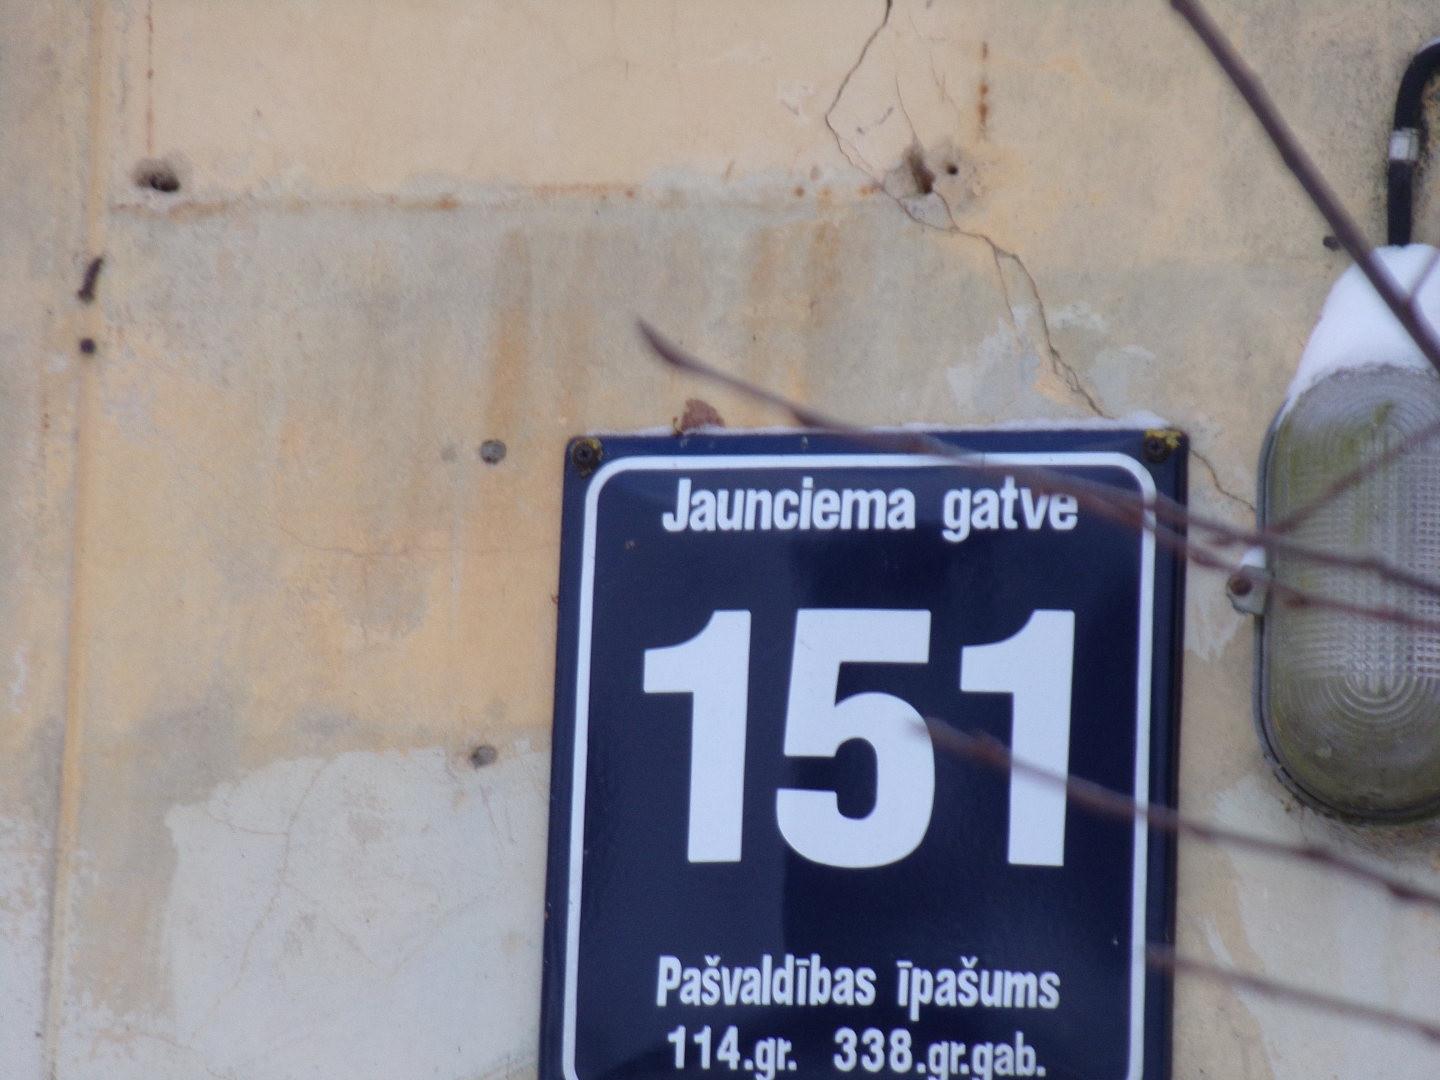 Jaunciema gatve
151
Pašvaldības īpašums
114.gr. 338.gr.gab.